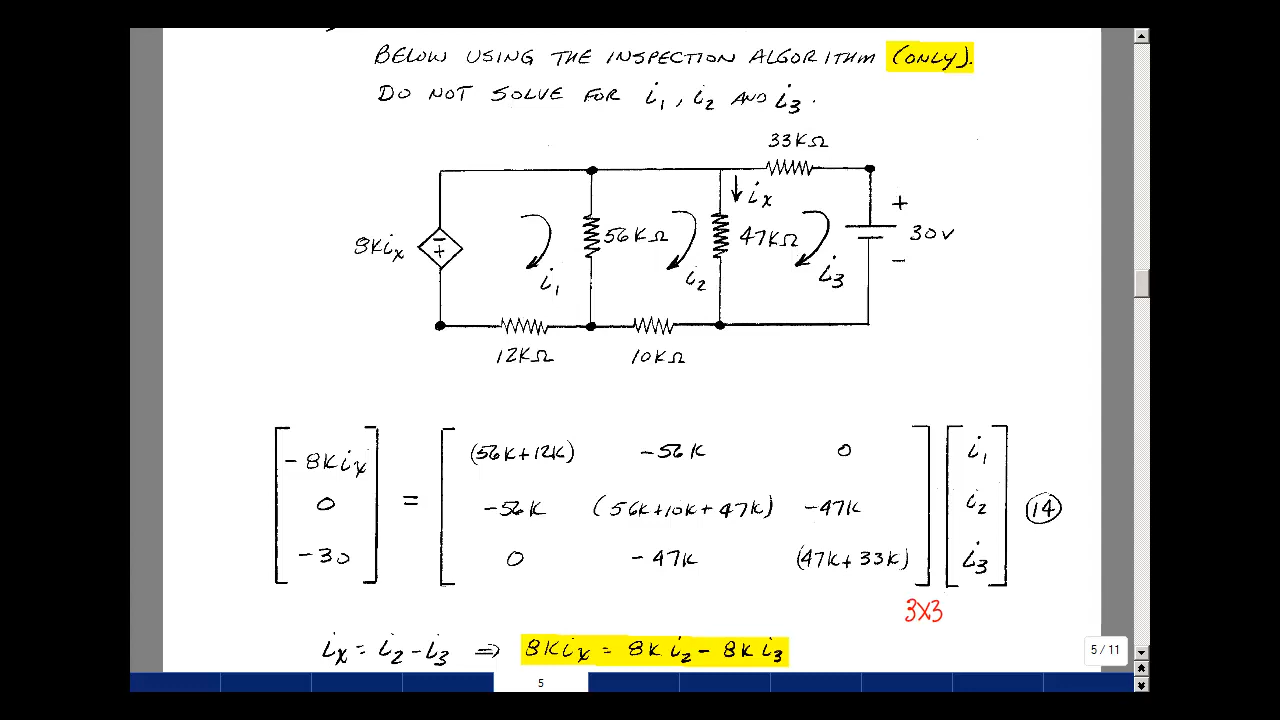 BELOW USING THE INSPECTION ALGORITHM (ONLY).
DO NOT SOLVE FOR i1, i2 AND i3.
33KΩ
ix
+
8Kix
-
+
56KΩ
47KΩ
30V
-
i1
i2
i3
12KΩ
10KΩ
-8Kix (56K+12K) -56K 0 i1
0 = -56K (56K+10K+47K) -47K i2 14
-30 0 -47K (47K+33K) i3
3X3
ix = i2 - i3 ⇒ 8Kix = 8K i2 - 8K i3
5 / 11
5